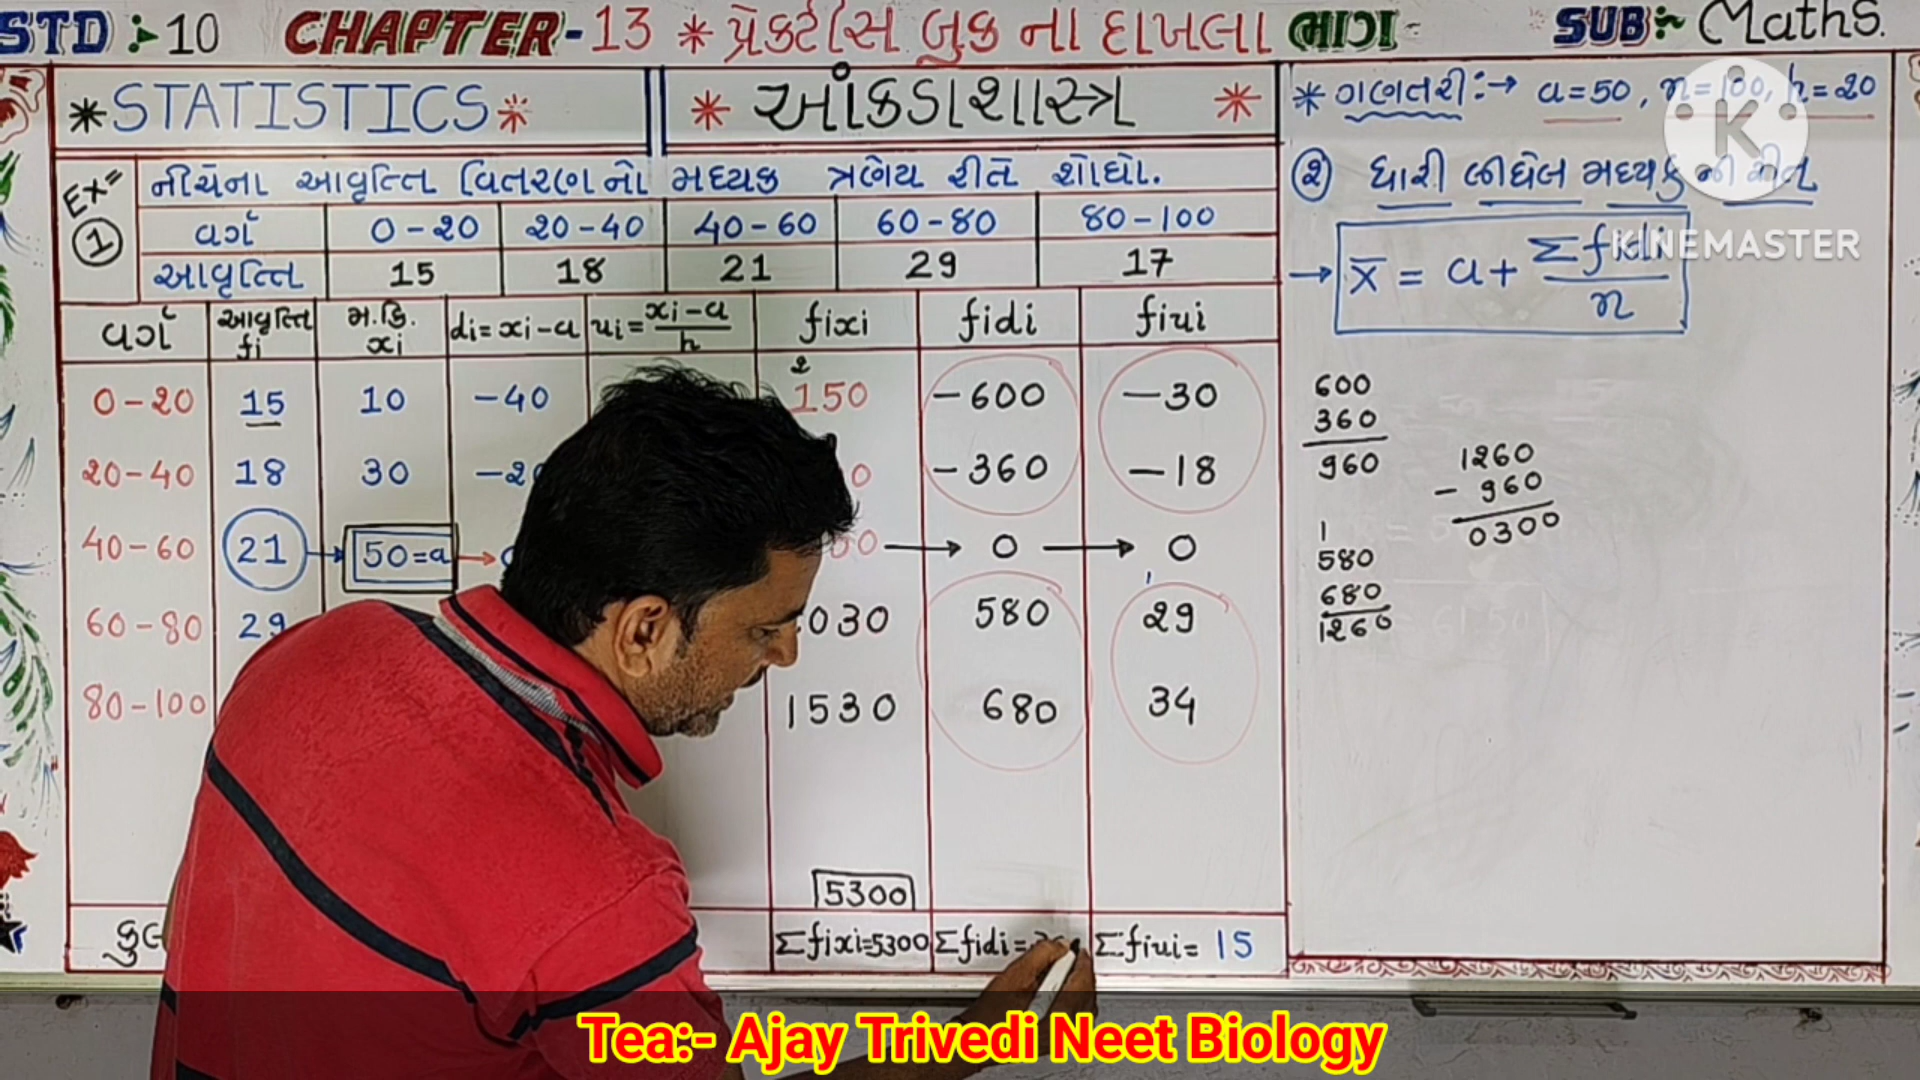 STD :- 10 CHAPTER - 13 * પ્રેક્ટીસ બુક ના દાખલા ભાગ - SUB :- Maths.
* STATISTICS * * આંકડાશાસ્ત્ર *
Ex= 1 નીચેના આવૃત્તિ વિતરણનો મધ્યક ત્રણેય રીતે શોધો.
વર્ગ 0-20 20-40 40-60 60-80 80-100
આવૃત્તિ 15 18 21 29 17
વર્ગ આવૃત્તિ fi મ.કિ. xi di = xi - a ui = xi - a / h fixi fidi fiui
0-20 15 10 -40 150 -600 -30
20-40 18 30 0 -360 -18
40-60 21 → 50 = a → → 0 → 0
60-80 29 030 580 29
80-100 1530 680 34
5300
Σfixi = 5300 Σfidi = Σfiui = 15
* ગણતરી :→ a = 50, n = 100, h = 20
(૨) ધારી લીધેલ મધ્યક ની રીત
→ x̄ = a + Σfidi / n
600
360
960
1260
- 960
0300
1
580
680
1260
K
KINEMASTER
Tea:- Ajay Trivedi Neet Biology